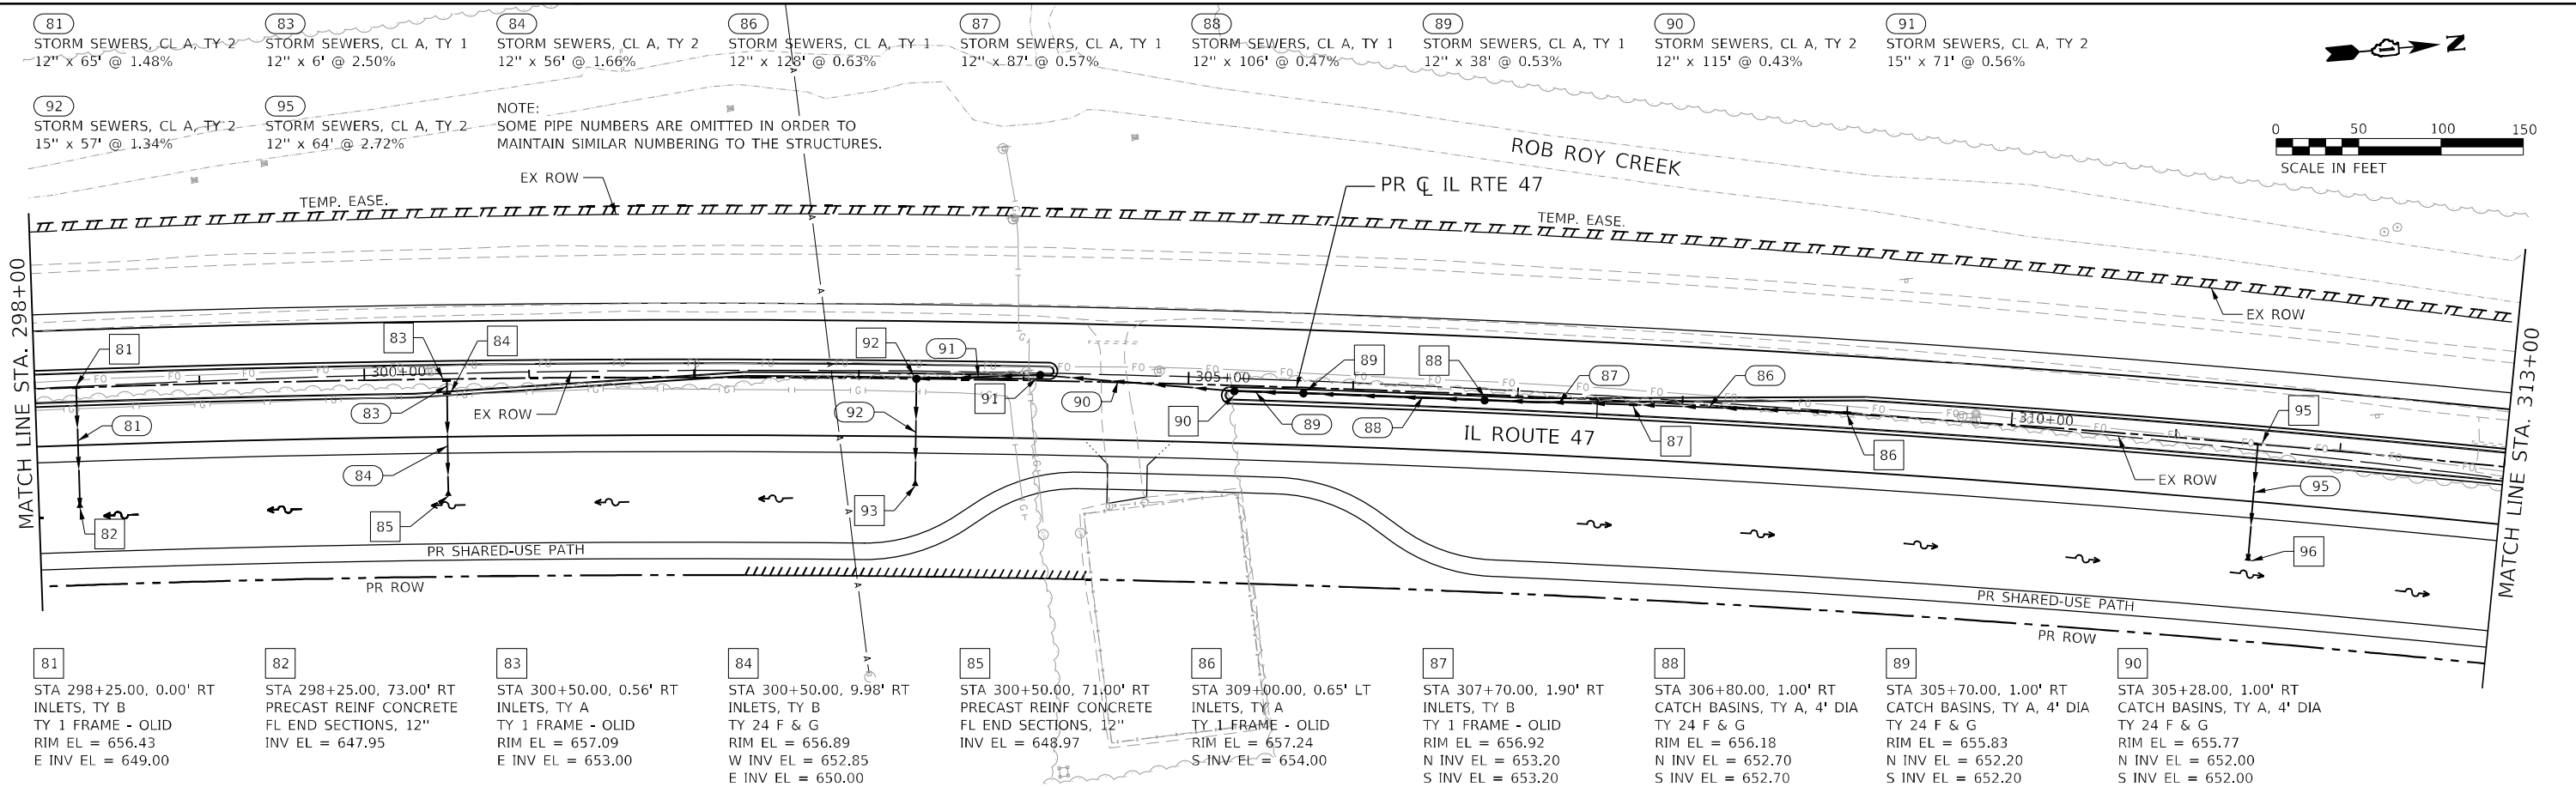 81
STORM SEWERS, CL A, TY 2
12" x 65' @ 1.48%
83
STORM SEWERS, CL A, TY 1
12" x 6' @ 2.50%
84
STORM SEWERS, CL A, TY 2
12" x 56' @ 1.66%
86
STORM SEWERS, CL A, TY 1
12" x 128' @ 0.63%
87
STORM SEWERS, CL A, TY 1
12" x 87' @ 0.57%
88
STORM SEWERS, CL A, TY 1
12" x 106' @ 0.47%
89
STORM SEWERS, CL A, TY 1
12" x 38' @ 0.53%
90
STORM SEWERS, CL A, TY 2
12" x 115' @ 0.43%
91
STORM SEWERS, CL A, TY 2
15" x 71' @ 0.56%
N
92
STORM SEWERS, CL A, TY 2
15" x 57' @ 1.34%
95
STORM SEWERS, CL A, TY 2
12" x 64' @ 2.72%
NOTE:
SOME PIPE NUMBERS ARE OMITTED IN ORDER TO
MAINTAIN SIMILAR NUMBERING TO THE STRUCTURES.
0 50 100 150
SCALE IN FEET
ROB ROY CREEK
EX ROW
PR ℄ IL RTE 47
TEMP. EASE.
TEMP. EASE.
EX ROW
MATCH LINE STA. 298+00
MATCH LINE STA. 313+00
81
83
84
92
91
89
88
87
86
95
300+00
305+00
310+00
83
EX ROW
91
90
92
90
89
88
IL ROUTE 47
87
86
EX ROW
95
81
84
82
85
93
96
PR SHARED-USE PATH
PR ROW
PR SHARED-USE PATH
PR ROW
81
STA 298+25.00, 0.00' RT
INLETS, TY B
TY 1 FRAME - OLID
RIM EL = 656.43
E INV EL = 649.00
82
STA 298+25.00, 73.00' RT
PRECAST REINF CONCRETE
FL END SECTIONS, 12"
INV EL = 647.95
83
STA 300+50.00, 0.56' RT
INLETS, TY A
TY 1 FRAME - OLID
RIM EL = 657.09
E INV EL = 653.00
84
STA 300+50.00, 9.98' RT
INLETS, TY B
TY 24 F & G
RIM EL = 656.89
W INV EL = 652.85
E INV EL = 650.00
85
STA 300+50.00, 71.00' RT
PRECAST REINF CONCRETE
FL END SECTIONS, 12"
INV EL = 648.97
86
STA 309+00.00, 0.65' LT
INLETS, TY A
TY 1 FRAME - OLID
RIM EL = 657.24
S INV EL = 654.00
87
STA 307+70.00, 1.90' RT
INLETS, TY B
TY 1 FRAME - OLID
RIM EL = 656.92
N INV EL = 653.20
S INV EL = 653.20
88
STA 306+80.00, 1.00' RT
CATCH BASINS, TY A, 4' DIA
TY 24 F & G
RIM EL = 656.18
N INV EL = 652.70
S INV EL = 652.70
89
STA 305+70.00, 1.00' RT
CATCH BASINS, TY A, 4' DIA
TY 24 F & G
RIM EL = 655.83
N INV EL = 652.20
S INV EL = 652.20
90
STA 305+28.00, 1.00' RT
CATCH BASINS, TY A, 4' DIA
TY 24 F & G
RIM EL = 655.77
N INV EL = 652.00
S INV EL = 652.00